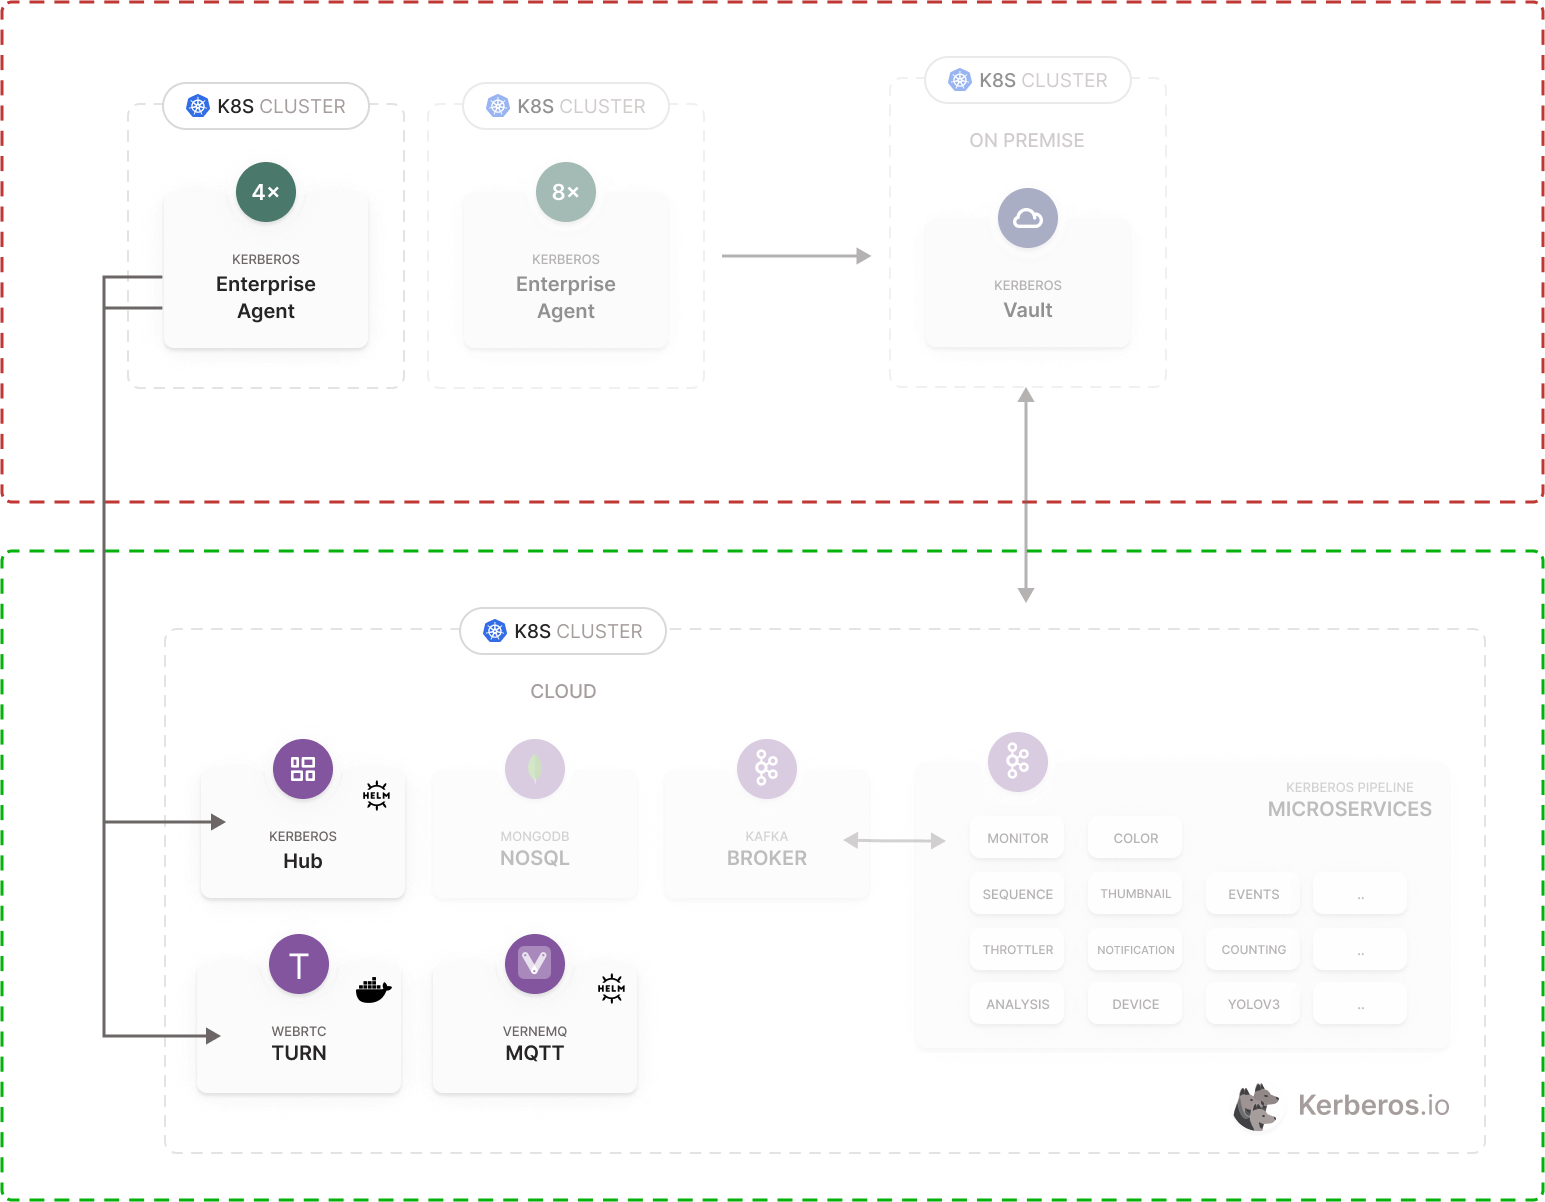 K8S CLUSTER
4×
KERBEROS
Enterprise
Agent
K8S CLUSTER
8×
KERBEROS
Enterprise
Agent
K8S CLUSTER
ON PREMISE
KERBEROS
Vault
K8S CLUSTER
CLOUD
HELM
KERBEROS
Hub
MONGODB
NOSQL
KAFKA
BROKER
KERBEROS PIPELINE
MICROSERVICES
MONITOR
COLOR
SEQUENCE
THUMBNAIL
EVENTS
..
THROTTLER
NOTIFICATION
COUNTING
..
ANALYSIS
DEVICE
YOLOV3
..
T
WEBRTC
TURN
V
HELM
VERNEMQ
MQTT
Kerberos.io